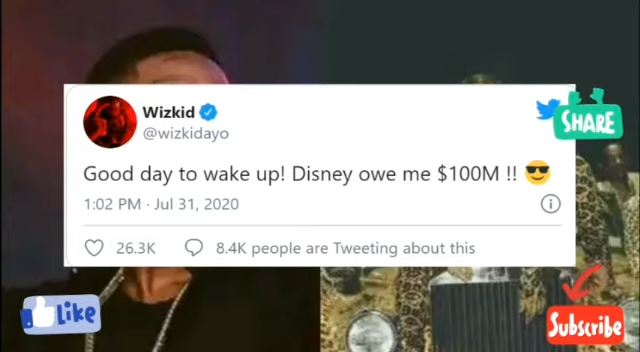 Wizkid
@wizkidayo
SHARE
Good day to wake up! Disney owe me $100M !! 😎
1:02 PM · Jul 31, 2020
26.3K 8.4K people are Tweeting about this
Like
Subscribe